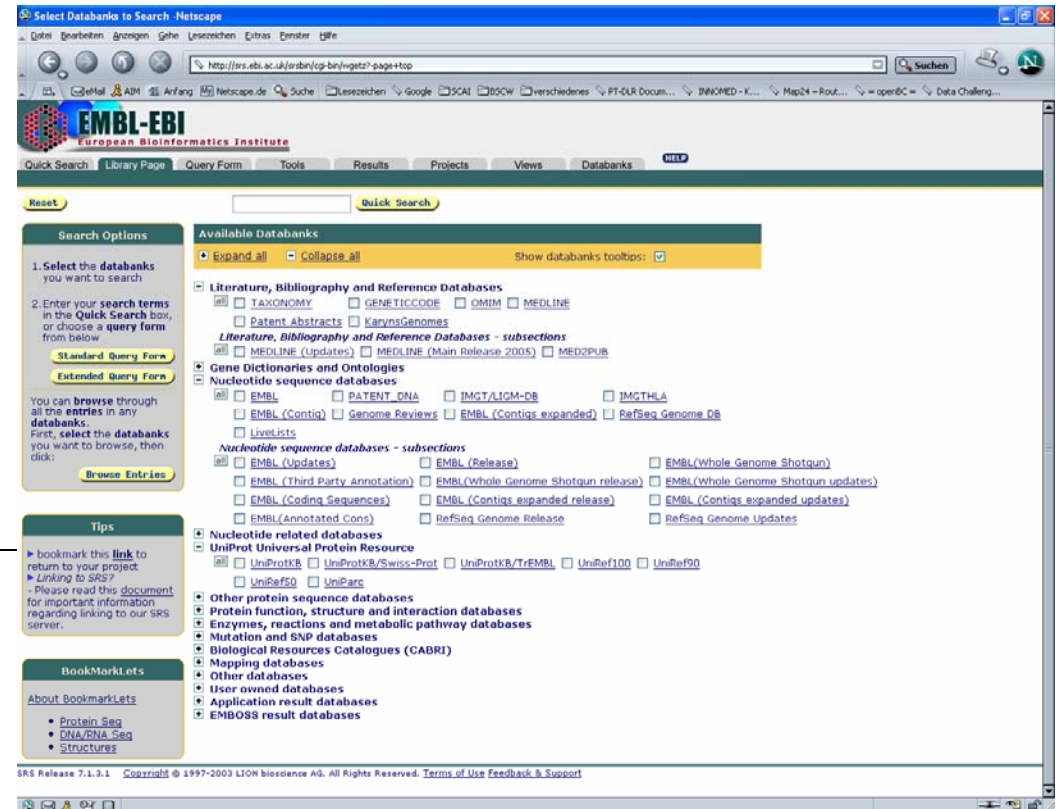 Select Databanks to Search -Netscape
Datei Bearbeiten Anzeigen Gehe Lesezeichen Extras Fenster Hilfe
http://srs.ebi.ac.uk/srsbin/cgi-bin/wgetz?-page+top
Suchen
eMail AIM Anfang Netscape.de Suche Lesezeichen Google SCAI BSCW verschiedenes PT-DLR Docum... INNOMED - K... Map24 – Rout... = openBC = Data Challeng...
EMBL-EBI
European Bioinformatics Institute
Quick Search Library Page Query Form Tools Results Projects Views Databanks HELP
Reset
Quick Search
Search Options
1. Select the databanks you want to search
2. Enter your search terms in the Quick Search box, or choose a query form from below
Standard Query Form
Extended Query Form
You can browse through all the entries in any databanks.
First, select the databanks you want to browse, then click:
Browse Entries
Tips
bookmark this link to return to your project
Linking to SRS?
- Please read this document for important information regarding linking to our SRS server.
BookMarkLets
About BookmarkLets
Protein Seq
DNA/RNA Seq
Structures
Available Databanks
Expand all Collapse all Show databanks tooltips:
Literature, Bibliography and Reference Databases
all TAXONOMY GENETICCODE OMIM MEDLINE
Patent Abstracts KarynsGenomes
Literature, Bibliography and Reference Databases - subsections
all MEDLINE (Updates) MEDLINE (Main Release 2005) MED2PUB
Gene Dictionaries and Ontologies
Nucleotide sequence databases
all EMBL PATENT_DNA IMGT/LIGM-DB IMGTHLA
EMBL (Contig) Genome Reviews EMBL (Contigs expanded) RefSeq Genome DB
LiveLists
Nucleotide sequence databases - subsections
all EMBL (Updates) EMBL (Release) EMBL(Whole Genome Shotgun)
EMBL (Third Party Annotation) EMBL(Whole Genome Shotgun release) EMBL(Whole Genome Shotgun updates)
EMBL (Coding Sequences) EMBL (Contigs expanded release) EMBL (Contigs expanded updates)
EMBL(Annotated Cons) RefSeq Genome Release RefSeq Genome Updates
Nucleotide related databases
UniProt Universal Protein Resource
all UniProtKB UniProtKB/Swiss-Prot UniProtKB/TrEMBL UniRef100 UniRef90
UniRef50 UniParc
Other protein sequence databases
Protein function, structure and interaction databases
Enzymes, reactions and metabolic pathway databases
Mutation and SNP databases
Biological Resources Catalogues (CABRI)
Mapping databases
Other databases
User owned databases
Application result databases
EMBOSS result databases
SRS Release 7.1.3.1 Copyright © 1997-2003 LION bioscience AG. All Rights Reserved. Terms of Use Feedback & Support